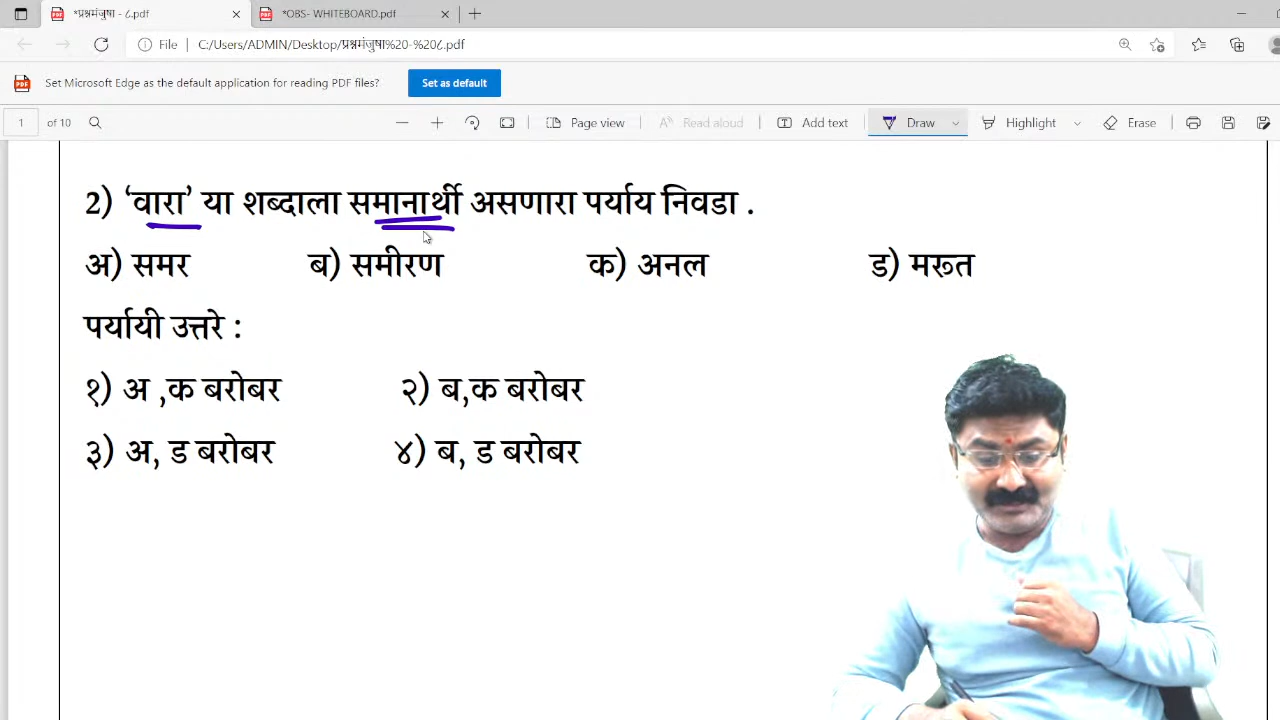 *प्रश्नमंजुषा - ८.pdf
*OBS- WHITEBOARD.pdf
File C:/Users/ADMIN/Desktop/प्रश्नमंजुषा%20-%20८.pdf
Set Microsoft Edge as the default application for reading PDF files? Set as default
1 of 10 Page view Read aloud Add text Draw Highlight Erase
2) ‘वारा’ या शब्दाला समानार्थी असणारा पर्याय निवडा .
अ) समर ब) समीरण क) अनल ड) मरूत
पर्यायी उत्तरे :
१) अ ,क बरोबर २) ब,क बरोबर
३) अ, ड बरोबर ४) ब, ड बरोबर